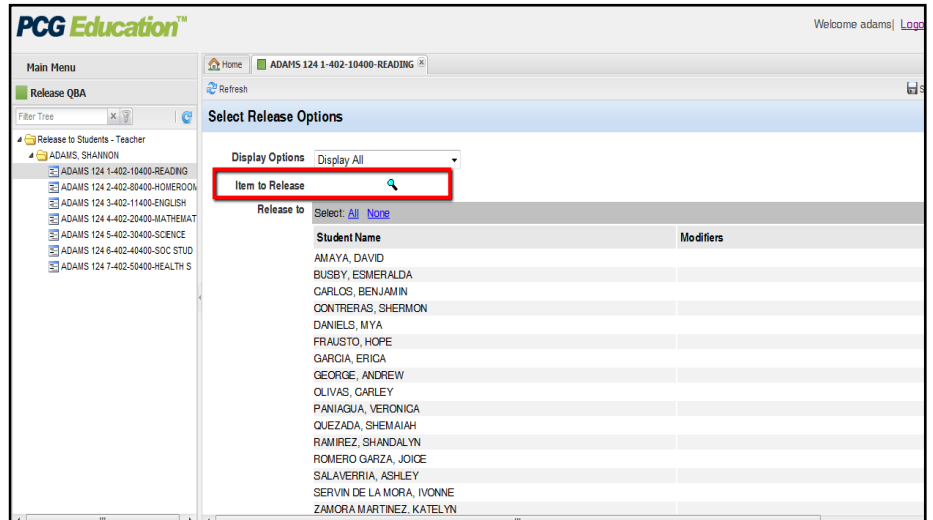 PCG Education™
Welcome adams| Logo
Main Menu
Home
ADAMS 124 1-402-10400-READING
Release QBA
Refresh
S
Filter Tree
Select Release Options
Release to Students - Teacher
ADAMS, SHANNON
ADAMS 124 1-402-10400-READING
ADAMS 124 2-402-80400-HOMEROOM
ADAMS 124 3-402-11400-ENGLISH
ADAMS 124 4-402-20400-MATHEMAT
ADAMS 124 5-402-30400-SCIENCE
ADAMS 124 6-402-40400-SOC STUD
ADAMS 124 7-402-50400-HEALTH S
Display Options Display All
Item to Release
Release to Select: All None
Student Name Modifiers
AMAYA, DAVID
BUSBY, ESMERALDA
CARLOS, BENJAMIN
CONTRERAS, SHERMON
DANIELS, MYA
FRAUSTO, HOPE
GARCIA, ERICA
GEORGE, ANDREW
OLIVAS, CARLEY
PANIAGUA, VERONICA
QUEZADA, SHEMAIAH
RAMIREZ, SHANDALYN
ROMERO GARZA, JOICE
SALAVERRIA, ASHLEY
SERVIN DE LA MORA, IVONNE
ZAMORA MARTINEZ, KATELYN